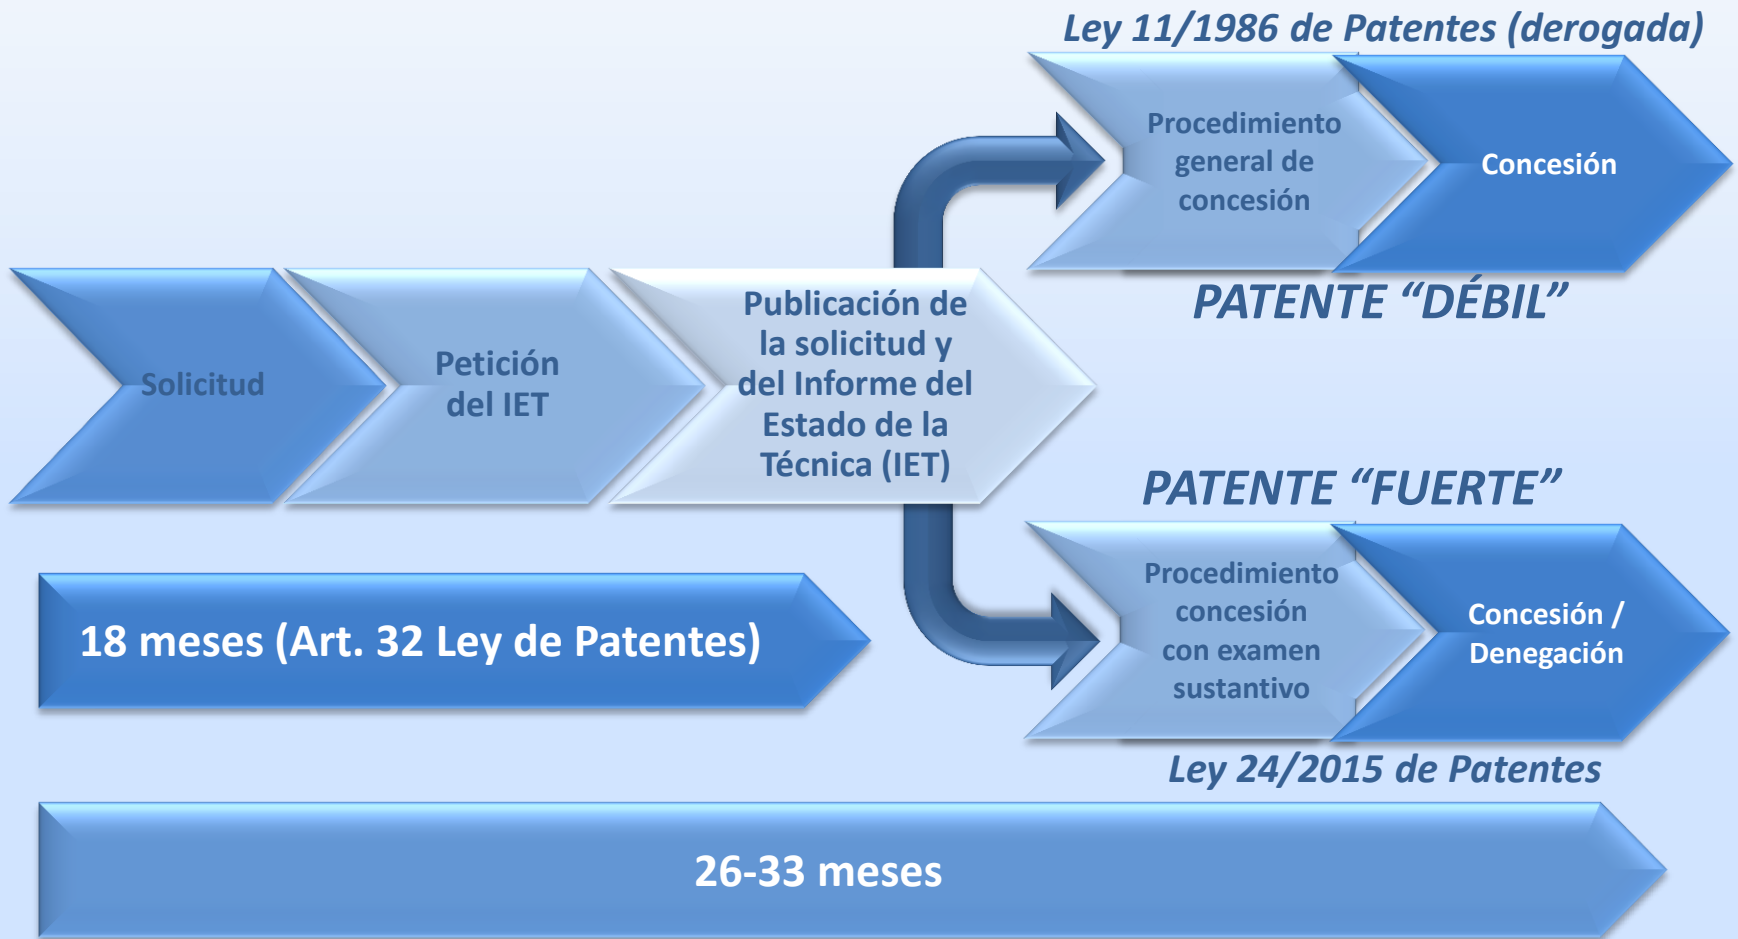 Ley 11/1986 de Patentes (derogada)
Procedimiento
general de
concesión
Concesión
PATENTE “DÉBIL”
Solicitud
Petición
del IET
Publicación de
la solicitud y
del Informe del
Estado de la
Técnica (IET)
PATENTE “FUERTE”
Procedimiento
concesión
con examen
sustantivo
Concesión /
Denegación
Ley 24/2015 de Patentes
18 meses (Art. 32 Ley de Patentes)
26-33 meses